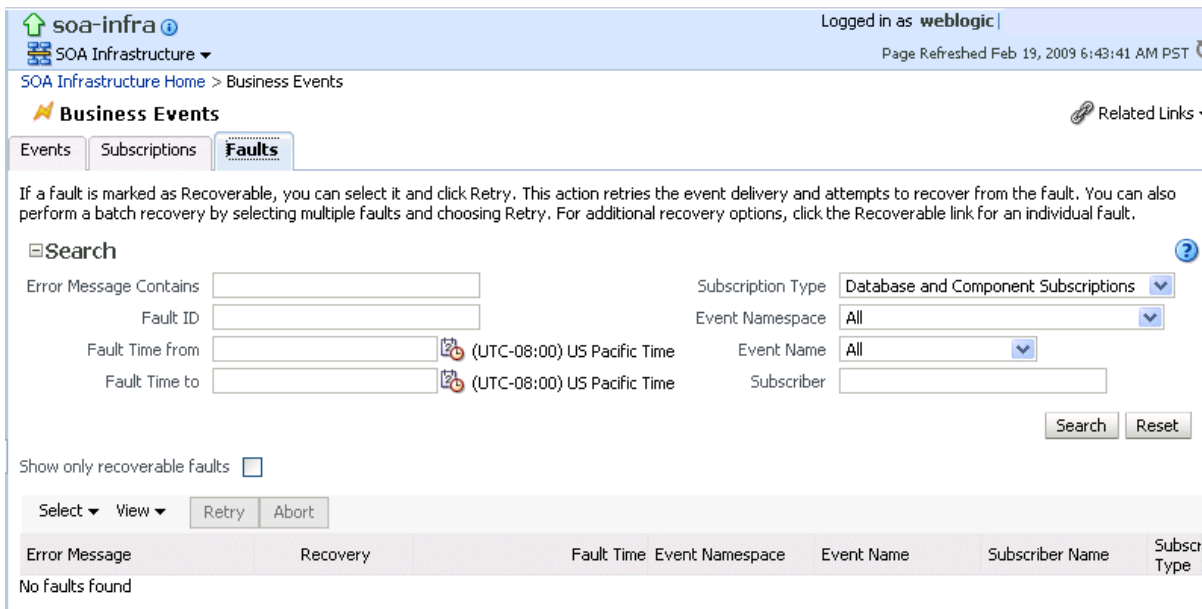 soa-infra
Logged in as weblogic
SOA Infrastructure
Page Refreshed Feb 19, 2009 6:43:41 AM PST
SOA Infrastructure Home > Business Events
Business Events
Related Links
Events Subscriptions Faults
If a fault is marked as Recoverable, you can select it and click Retry. This action retries the event delivery and attempts to recover from the fault. You can also
perform a batch recovery by selecting multiple faults and choosing Retry. For additional recovery options, click the Recoverable link for an individual fault.
Search
Error Message Contains
Subscription Type Database and Component Subscriptions
Fault ID
Event Namespace All
Fault Time from (UTC-08:00) US Pacific Time
Event Name All
Fault Time to (UTC-08:00) US Pacific Time
Subscriber
Search Reset
Show only recoverable faults
Select View Retry Abort
Error Message Recovery Fault Time Event Namespace Event Name Subscriber Name Subscr
Type
No faults found